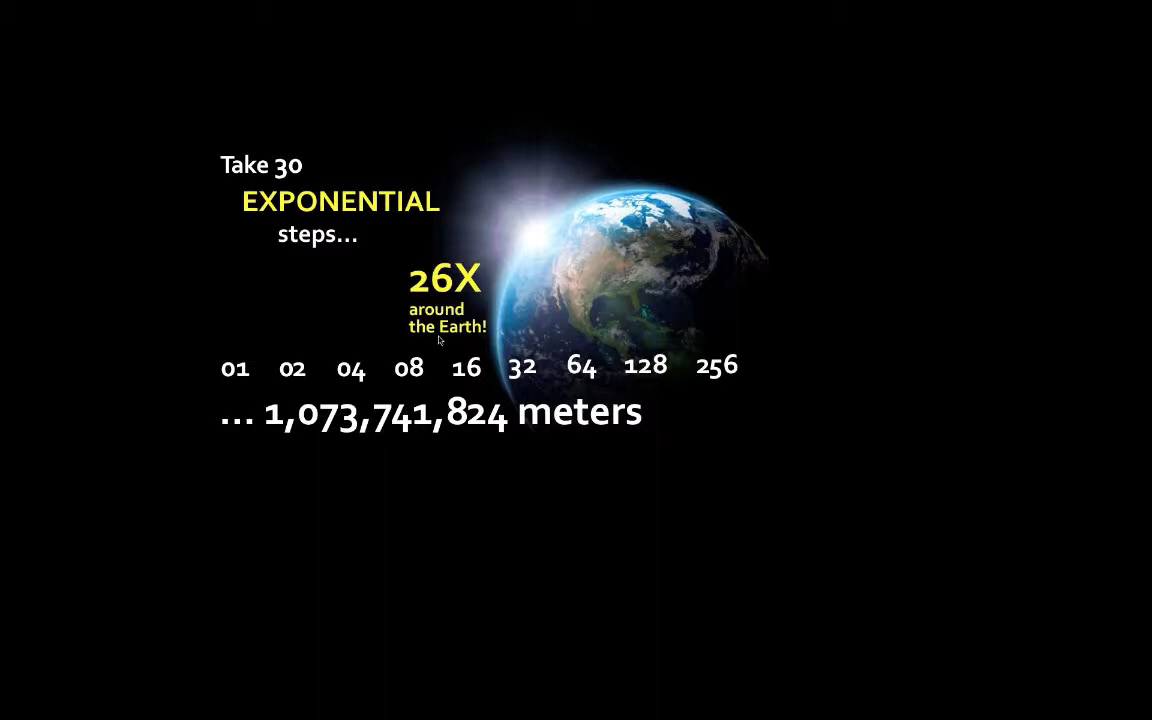 Take 30
EXPONENTIAL
steps...
26X
around
the Earth!
01 02 04 08 16 32 64 128 256
... 1,073,741,824 meters